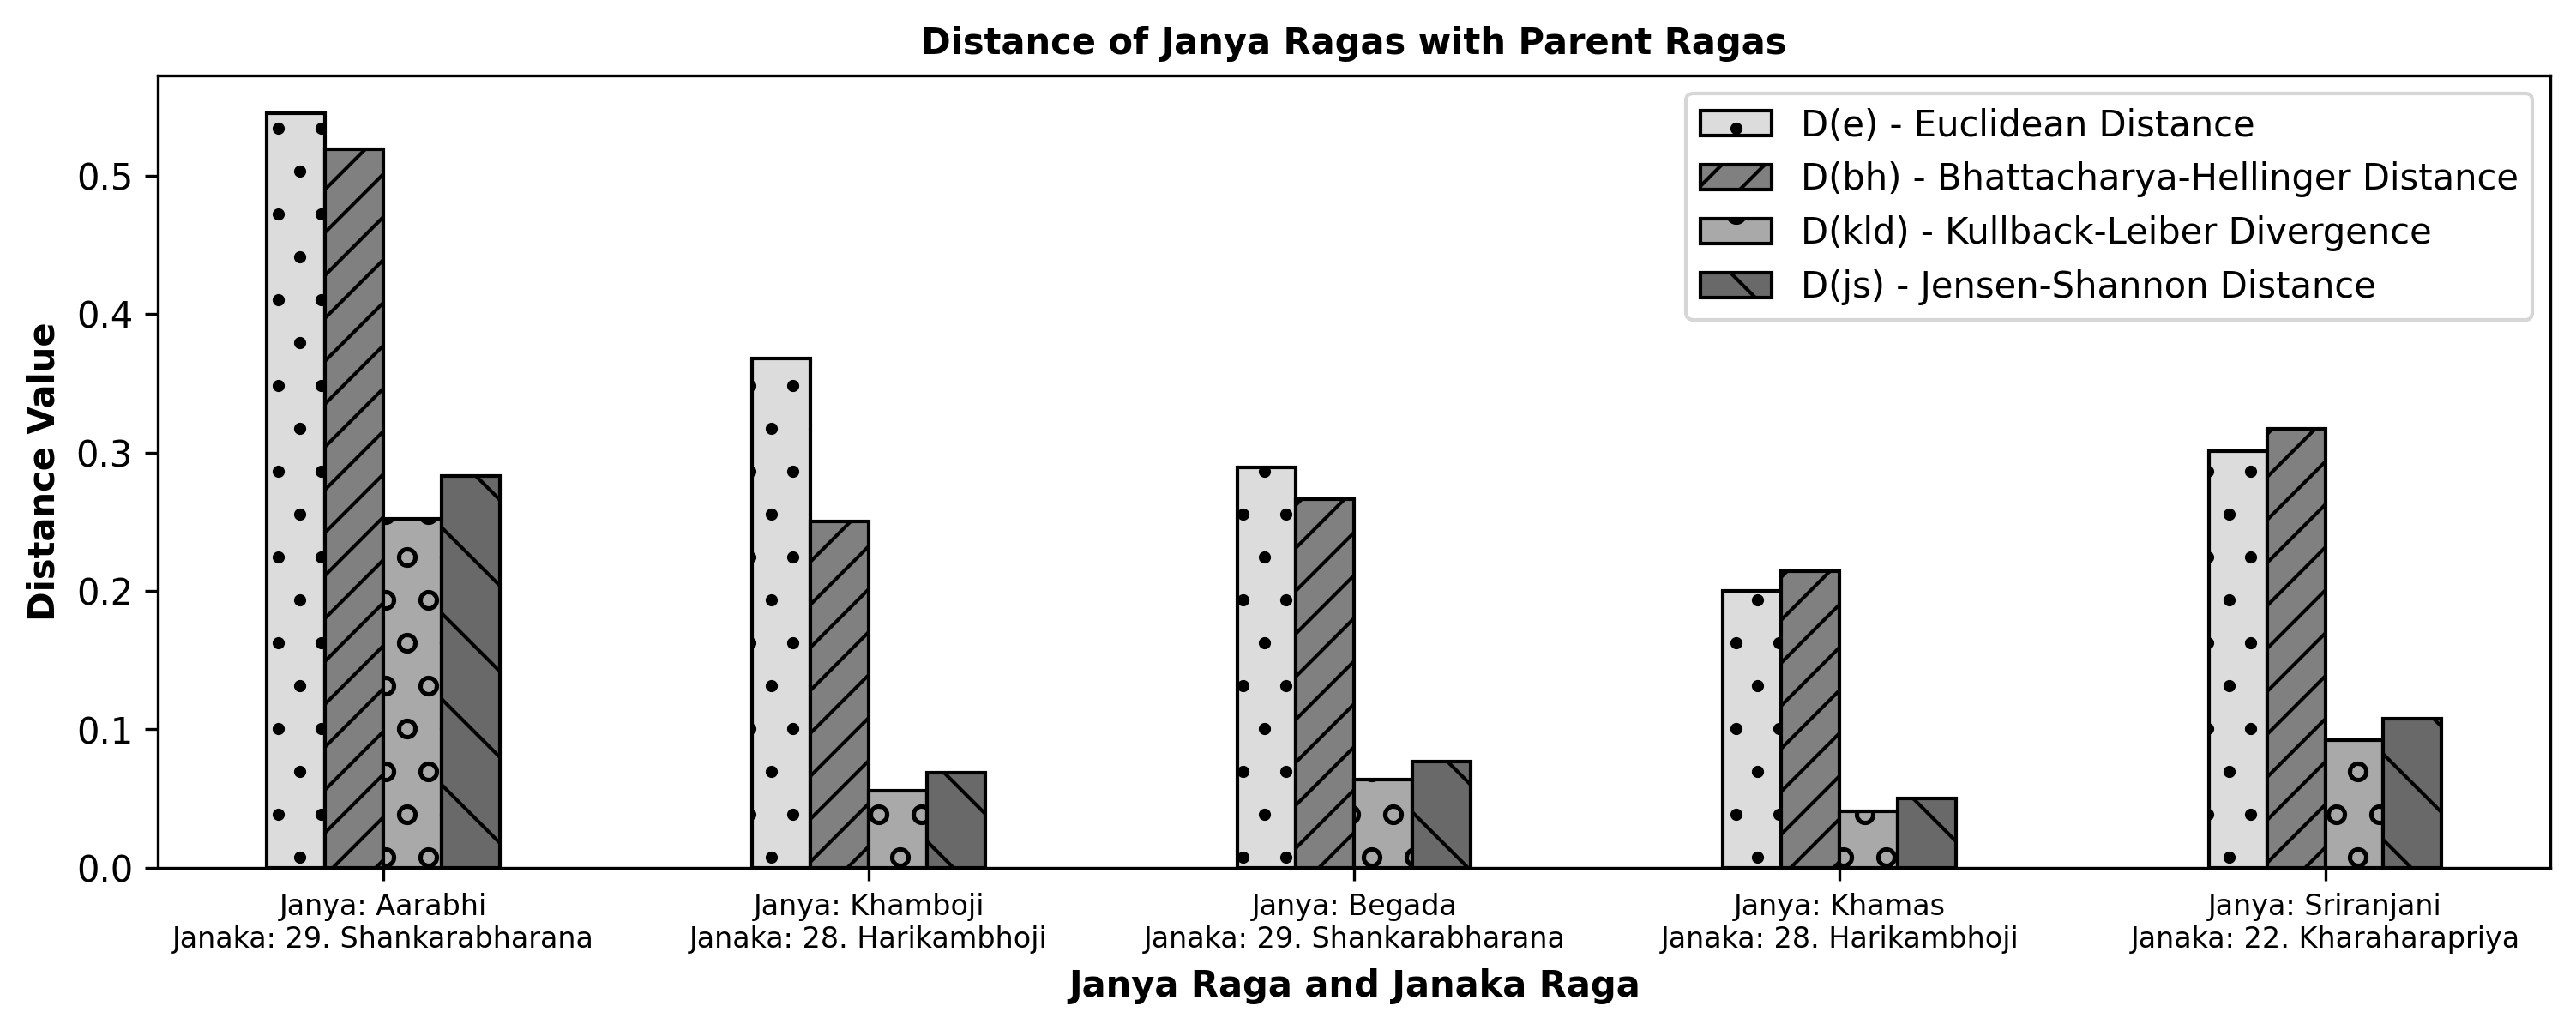 Distance of Janya Ragas with Parent Ragas
D(e) - Euclidean Distance
D(bh) - Bhattacharya-Hellinger Distance
D(kld) - Kullback-Leiber Divergence
D(js) - Jensen-Shannon Distance
Distance Value
0.5
0.4
0.3
0.2
0.1
0.0
Janya: Aarabhi
Janaka: 29. Shankarabharana
Janya: Khamboji
Janaka: 28. Harikambhoji
Janya: Begada
Janaka: 29. Shankarabharana
Janya: Khamas
Janaka: 28. Harikambhoji
Janya: Sriranjani
Janaka: 22. Kharaharapriya
Janya Raga and Janaka Raga